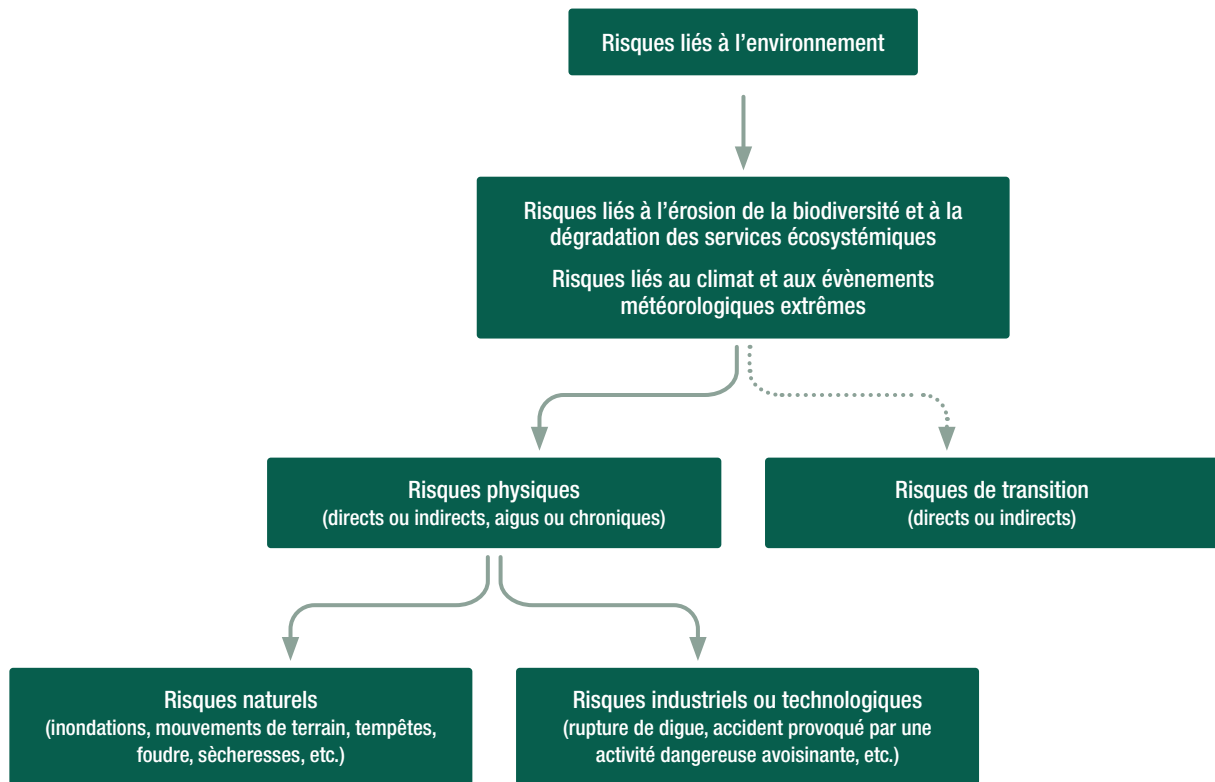 Risques liés à l’environnement
Risques liés à l’érosion de la biodiversité et à la
dégradation des services écosystémiques
Risques liés au climat et aux évènements
météorologiques extrêmes
Risques physiques
(directs ou indirects, aigus ou chroniques)
Risques de transition
(directs ou indirects)
Risques naturels
(inondations, mouvements de terrain, tempêtes,
foudre, sècheresses, etc.)
Risques industriels ou technologiques
(rupture de digue, accident provoqué par une
activité dangereuse avoisinante, etc.)